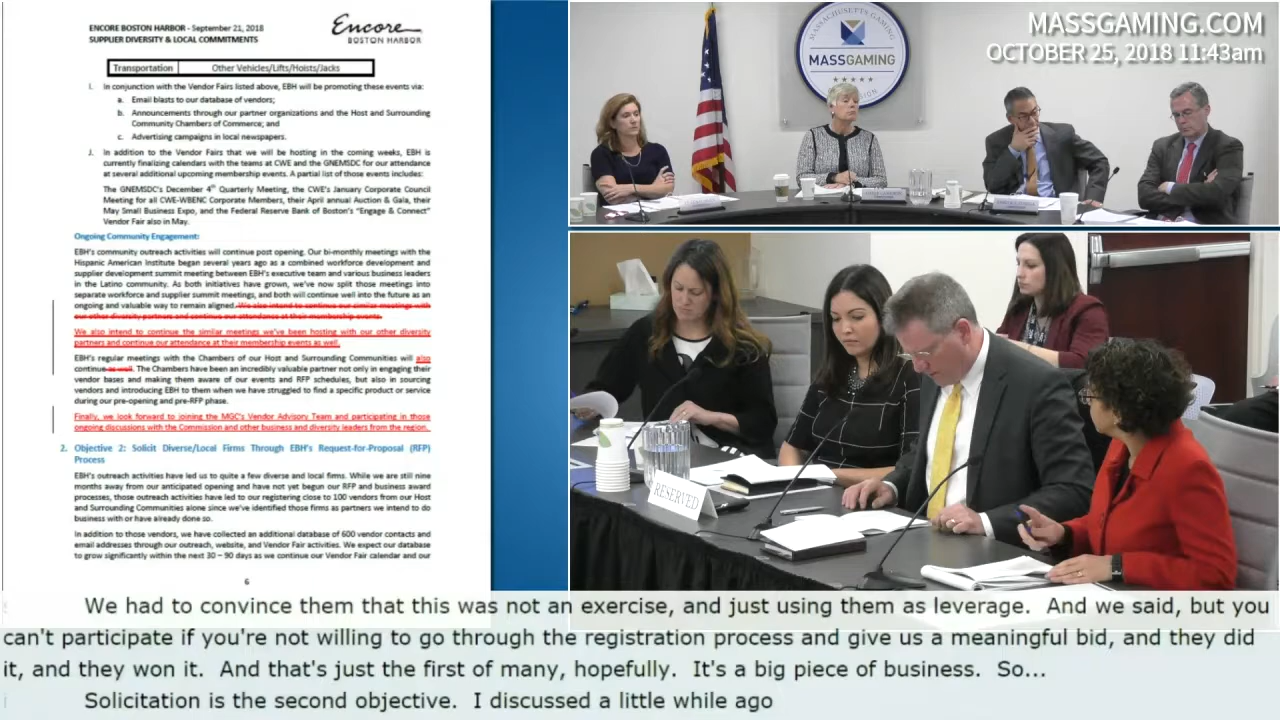 ENCORE BOSTON HARBOR - September 21, 2018
SUPPLIER DIVERSITY & LOCAL COMMITMENTS
Encore
BOSTON HARBOR
Transportation Other Vehicles/Lifts/Hoists/Jacks
I. In conjunction with the Vendor Fairs listed above, EBH will be promoting these events via:
a. Email blasts to our database of vendors;
b. Announcements through our partner organizations and the Host and Surrounding
Community Chambers of Commerce; and
c. Advertising campaigns in local newspapers.
J. In addition to the Vendor Fairs that we will be hosting in the coming weeks, EBH is
currently finalizing calendars with the teams at CWE and the GNEMSDC for our attendance
at several additional upcoming membership events. A partial list of those events includes:
The GNEMSDC's December 4th Quarterly Meeting, the CWE's January Corporate Council
Meeting for all CWE-WBENC Corporate Members, their April annual Auction & Gala, their
May Small Business Expo, and the Federal Reserve Bank of Boston's "Engage & Connect"
Vendor Fair also in May.
Ongoing Community Engagement:
EBH's community outreach activities will continue post opening. Our bi-monthly meetings with the
Hispanic American Institute began several years ago as a combined workforce development and
supplier development summit meeting between EBH's executive team and various business leaders
in the Latino community. As both initiatives have grown, we've now split those meetings into
separate workforce and supplier summit meetings, and both will continue well into the future as an
ongoing and valuable way to remain aligned. We also intend to continue our similar meetings with
our other diversity partners and continue our attendance at their membership events.
We also intend to continue the similar meetings we've been hosting with our other diversity
partners and continue our attendance at their membership events as well.
EBH's regular meetings with the Chambers of our Host and Surrounding Communities will also
continue as well. The Chambers have been an incredibly valuable partner not only in engaging their
vendor bases and making them aware of our events and RFP schedules, but also in sourcing
vendors and introducing EBH to them when we have struggled to find a specific product or service
during our pre-opening and pre-RFP phase.
Finally, we look forward to joining the MGC's Vendor Advisory Team and participating in those
ongoing discussions with the Commission and other business and diversity leaders from the region.
2. Objective 2: Solicit Diverse/Local Firms Through EBH's Request-for-Proposal (RFP)
Process
EBH's outreach activities have led us to quite a few diverse and local firms. While we are still nine
months away from our anticipated opening and have not yet begun our RFP and business award
processes, those outreach activities have led to our registering close to 100 vendors from our Host
and Surrounding Communities alone since we've identified those firms as partners we intend to do
business with or have already done so.
In addition to those vendors, we have collected an additional database of 600 vendor contacts and
email addresses through our outreach, website, and Vendor Fair activities. We expect our database
to grow significantly within the next 30 – 90 days as we continue our Vendor Fair calendar and our
6
MASSACHUSETTS GAMING
MASSGAMING
MASSGAMING.COM
OCTOBER 25, 2018 11:43am
RESERVED
We had to convince them that this was not an exercise, and just using them as leverage. And we said, but you
can't participate if you're not willing to go through the registration process and give us a meaningful bid, and they did
it, and they won it. And that's just the first of many, hopefully. It's a big piece of business. So...
Solicitation is the second objective. I discussed a little while ago